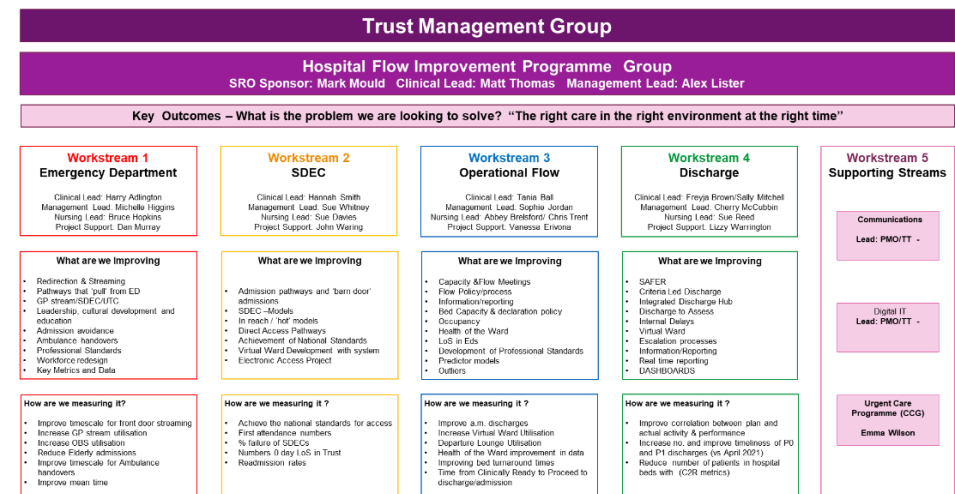 Trust Management Group
Hospital Flow Improvement Programme Group
SRO Sponsor: Mark Mould Clinical Lead: Matt Thomas Management Lead: Alex Lister
Key Outcomes – What is the problem we are looking to solve? “The right care in the right environment at the right time”
Workstream 1
Emergency Department
Clinical Lead: Harry Adlington
Management Lead: Michelle Higgins
Nursing Lead: Bruce Hopkins
Project Support: Dan Murray
What are we Improving
• Redirection & Streaming
• Pathways that ‘pull’ from ED
• GP stream/SDEC/UTC
• Leadership, cultural development and
education
• Admission avoidance
• Ambulance handovers
• Professional Standards
• Workforce redesign
• Key Metrics and Data
How are we measuring it?
• Improve timescale for front door streaming
• Increase GP stream utilisation
• Increase OBS utilisation
• Reduce Elderly admissions
• Improve timescale for Ambulance
handovers
• Improve mean time
Workstream 2
SDEC
Clinical Lead: Hannah Smith
Management Lead: Sue Whitney
Nursing Lead: Sue Davies
Project Support: John Waring
What are we Improving
• Admission pathways and ‘barn door’
admissions
• SDEC –Models
• In reach / ‘hot’ models
• Direct Access Pathways
• Achievement of National Standards
• Virtual Ward Development with system
• Electronic Access Project
How are we measuring it ?
• Achieve the national standards for access
• First attendance numbers
• % failure of SDECs
• Numbers 0 day LoS in Trust
• Readmission rates
Workstream 3
Operational Flow
Clinical Lead: Tania Ball
Management Lead: Sophie Jordan
Nursing Lead: Abbey Brelsford/ Chris Trent
Project Support: Vanessa Erivona
What are we Improving
• Capacity &Flow Meetings
• Flow Policy/process
• Information/reporting
• Bed Capacity & declaration policy
• Occupancy
• Health of the Ward
• LoS in Eds
• Development of Professional Standards
• Predictor models
• Outliors
How are we measuring it ?
• Improve a.m. discharges
• Increase Virtual Ward Utilisation
• Departure Lounge Utilisation
• Health of the Ward improvement in data
• Improving bed turnaround times
• Time from Clinically Ready to Proceed to
discharge/admission
Workstream 4
Discharge
Clinical Lead: Freyja Brown/Sally Mitchell
Management Lead: Cherry McCubbin
Nursing Lead: Sue Reed
Project Support: Lizzy Warrington
What are we Improving
• SAFER
• Criteria Led Discharge
• Integrated Discharge Hub
• Discharge to Assess
• Internal Delays
• Virtual Ward
• Escalation processes
• Information/Reporting
• Real time reporting
• DASHBOARDS
How are we measuring it ?
• Improve correlation between plan and
actual activity & performance
• Increase no. and improve timeliness of P0
and P1 discharges (vs April 2021)
• Reduce number of patients in hospital
beds with (C2R metrics)
Workstream 5
Supporting Streams
Communications
Lead: PMO/TT -
Digital IT
Lead: PMO/TT -
Urgent Care
Programme (CCG)
Emma Wilson